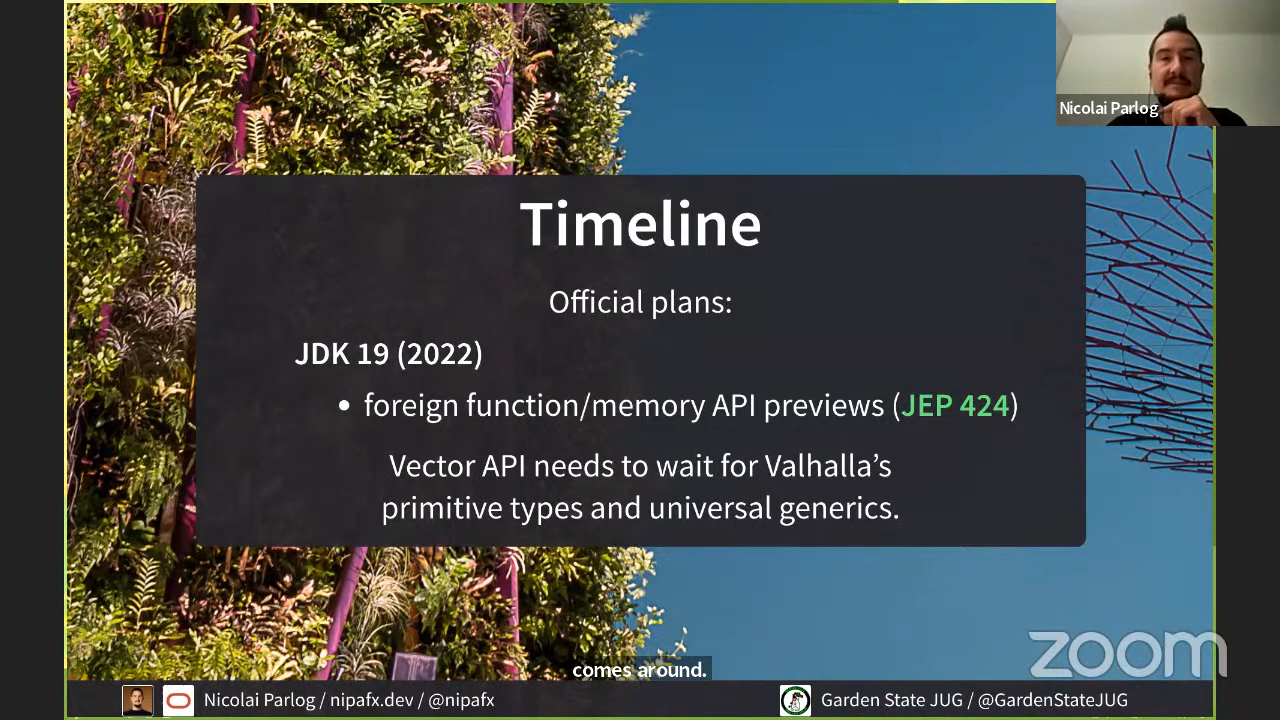 Nicolai Parlog
Timeline
Official plans:
JDK 19 (2022)
• foreign function/memory API previews (JEP 424)
Vector API needs to wait for Valhalla’s
primitive types and universal generics.
zoom
comes around.
Nicolai Parlog / nipafx.dev / @nipafx
Garden State JUG / @GardenStateJUG